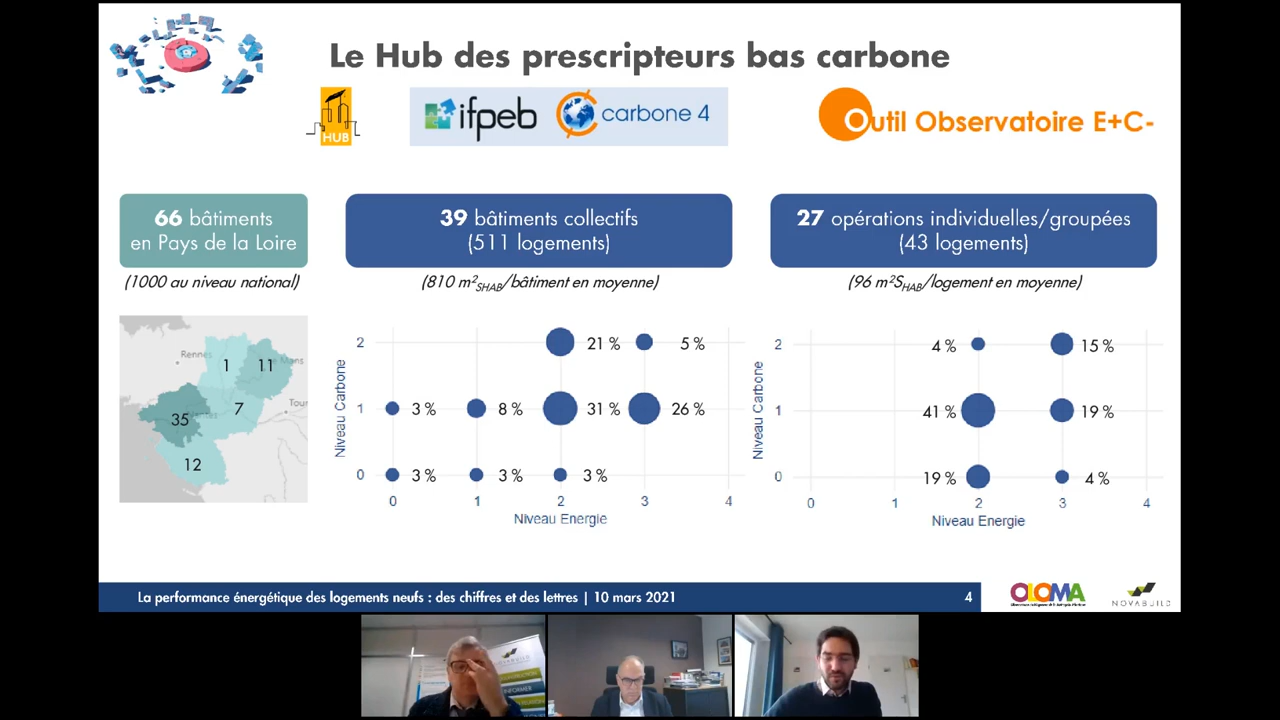 Le Hub des prescripteurs bas carbone
HUB
ifpeb
carbone 4
Outil Observatoire E+C-
66 bâtiments
en Pays de la Loire
(1000 au niveau national)
39 bâtiments collectifs
(511 logements)
(810 m²SHAB/bâtiment en moyenne)
27 opérations individuelles/groupées
(43 logements)
(96 m²SHAB/logement en moyenne)
Rennes
Mans
Nantes
Tour
1
11
35
7
12
Niveau Carbone
2
21 %
5 %
1
3 %
8 %
31 %
26 %
0
3 %
3 %
3 %
0
1
2
3
4
Niveau Energie
Niveau Carbone
2
4 %
15 %
1
41 %
19 %
0
19 %
4 %
0
1
2
3
4
Niveau Energie
La performance énergétique des logements neufs : des chiffres et des lettres | 10 mars 2021
4
OLOMA
NOVABUILD
NOVABUILD